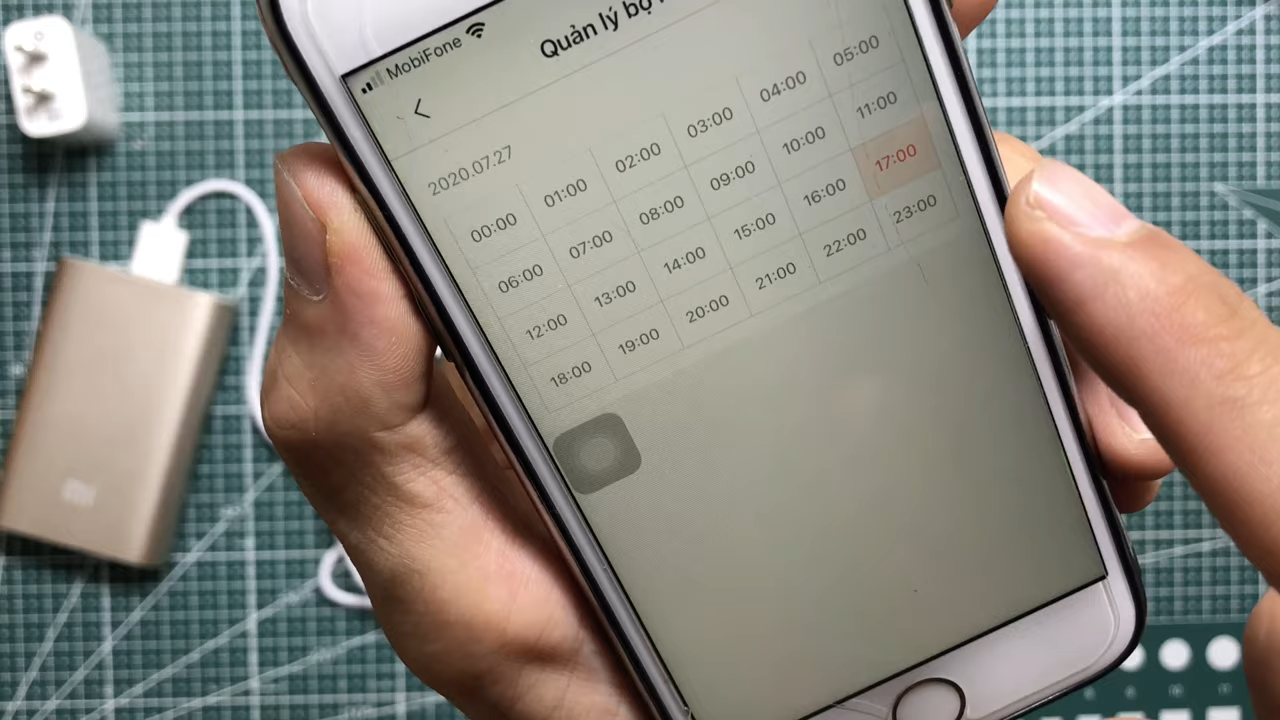 MobiFone
Quản lý bộ
2020.07.27
00:00 01:00 02:00 03:00 04:00 05:00
06:00 07:00 08:00 09:00 10:00 11:00
12:00 13:00 14:00 15:00 16:00 17:00
18:00 19:00 20:00 21:00 22:00 23:00
mi